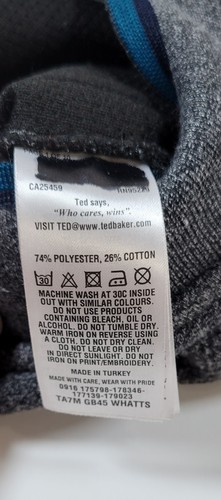 CA25459
Ted says,
"Who cares, wins".
VISIT TED@www.tedbaker.com
74% POLYESTER, 26% COTTON
30
MACHINE WASH AT 30C INSIDE
OUT WITH SIMILAR COLOURS.
DO NOT USE PRODUCTS
CONTAINING BLEACH, OIL OR
ALCOHOL. DO NOT TUMBLE DRY.
WARM IRON ON REVERSE USING
A CLOTH. DO NOT DRY CLEAN.
DO NOT LEAVE OR DRY
IN DIRECT SUNLIGHT. DO NOT
IRON ON PRINT/EMBROIDERY.
MADE IN TURKEY
MADE WITH CARE, WEAR WITH PRIDE
0916 175798-178346-
177139-179023
TA7M GB45 WHATTS